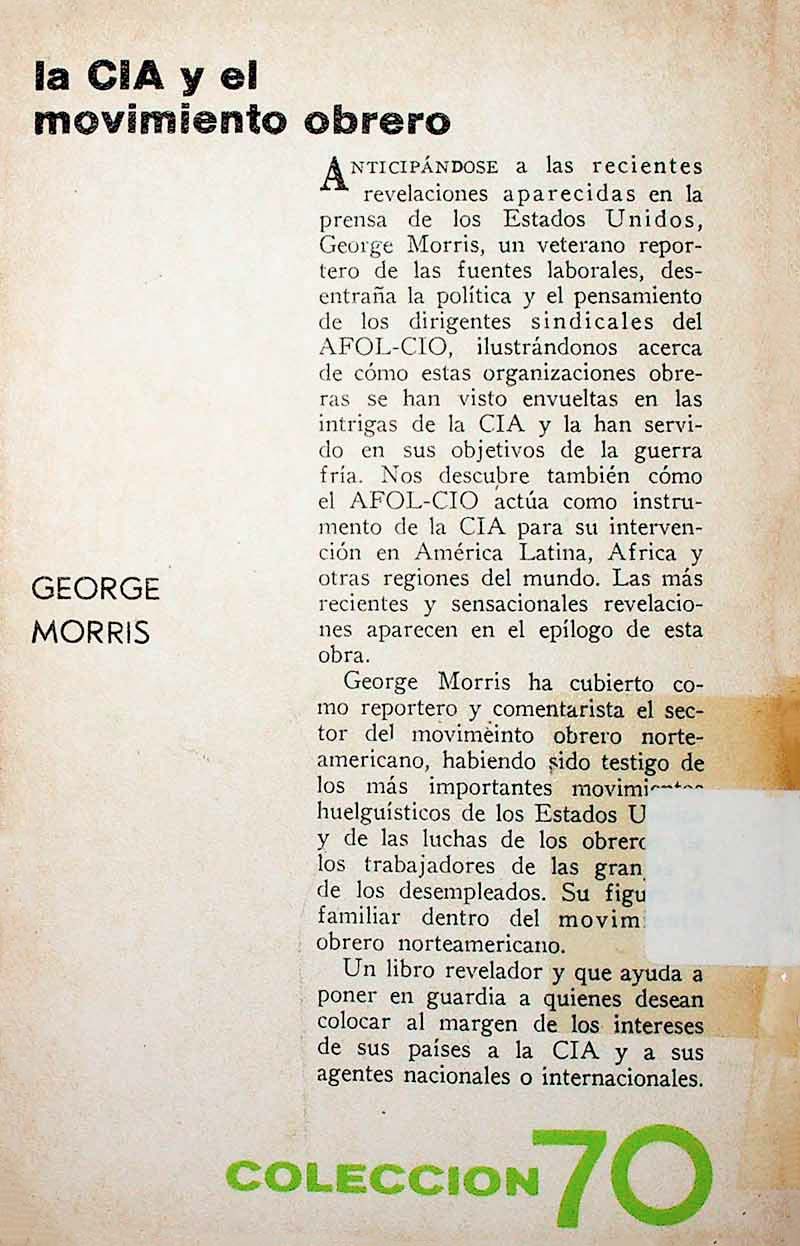 la CIA y el
movimiento obrero
ANTICIPÁNDOSE a las recientes
revelaciones aparecidas en la
prensa de los Estados Unidos,
George Morris, un veterano repor-
tero de las fuentes laborales, des-
entraña la política y el pensamiento
de los dirigentes sindicales del
AFOL-CIO, ilustrándonos acerca
de cómo estas organizaciones obre-
ras se han visto envueltas en las
intrigas de la CIA y la han servi-
do en sus objetivos de la guerra
fría. Nos descubre también cómo
el AFOL-CIO actúa como instru-
mento de la CIA para su interven-
ción en América Latina, Africa y
otras regiones del mundo. Las más
recientes y sensacionales revelacio-
nes aparecen en el epílogo de esta
obra.
GEORGE
MORRIS
George Morris ha cubierto co-
mo reportero y comentarista el sec-
tor del movimeinto obrero norte-
americano, habiendo sido testigo de
los más importantes
huelguísticos de los Estados
y de las luchas de los
los trabajadores de las
de los desempleados. Su
familiar dentro del
obrero norteamericano.
Un libro revelador y que ayuda a
poner en guardia a quienes desean
colocar al margen de los intereses
de sus países a la CIA y a sus
agentes nacionales o internacionales.
COLECCION 70